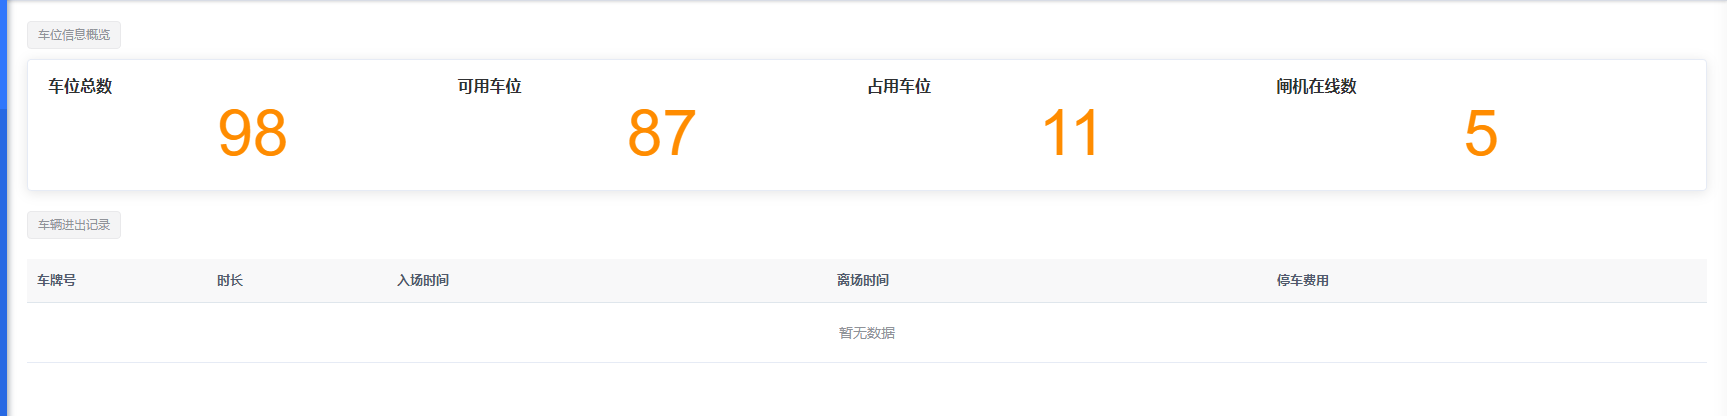 车位信息概览
车位总数 可用车位 占用车位 闸机在线数
98 87 11 5
车辆进出记录
车牌号 时长 入场时间 离场时间 停车费用
暂无数据